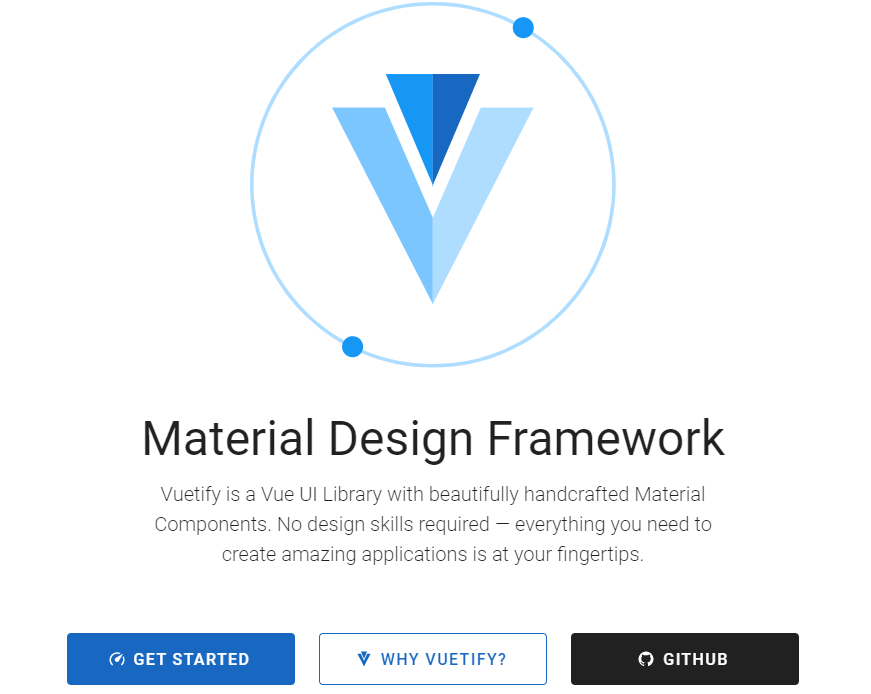 Material Design Framework
Vuetify is a Vue UI Library with beautifully handcrafted Material
Components. No design skills required — everything you need to
create amazing applications is at your fingertips.
GET STARTED
WHY VUETIFY?
GITHUB